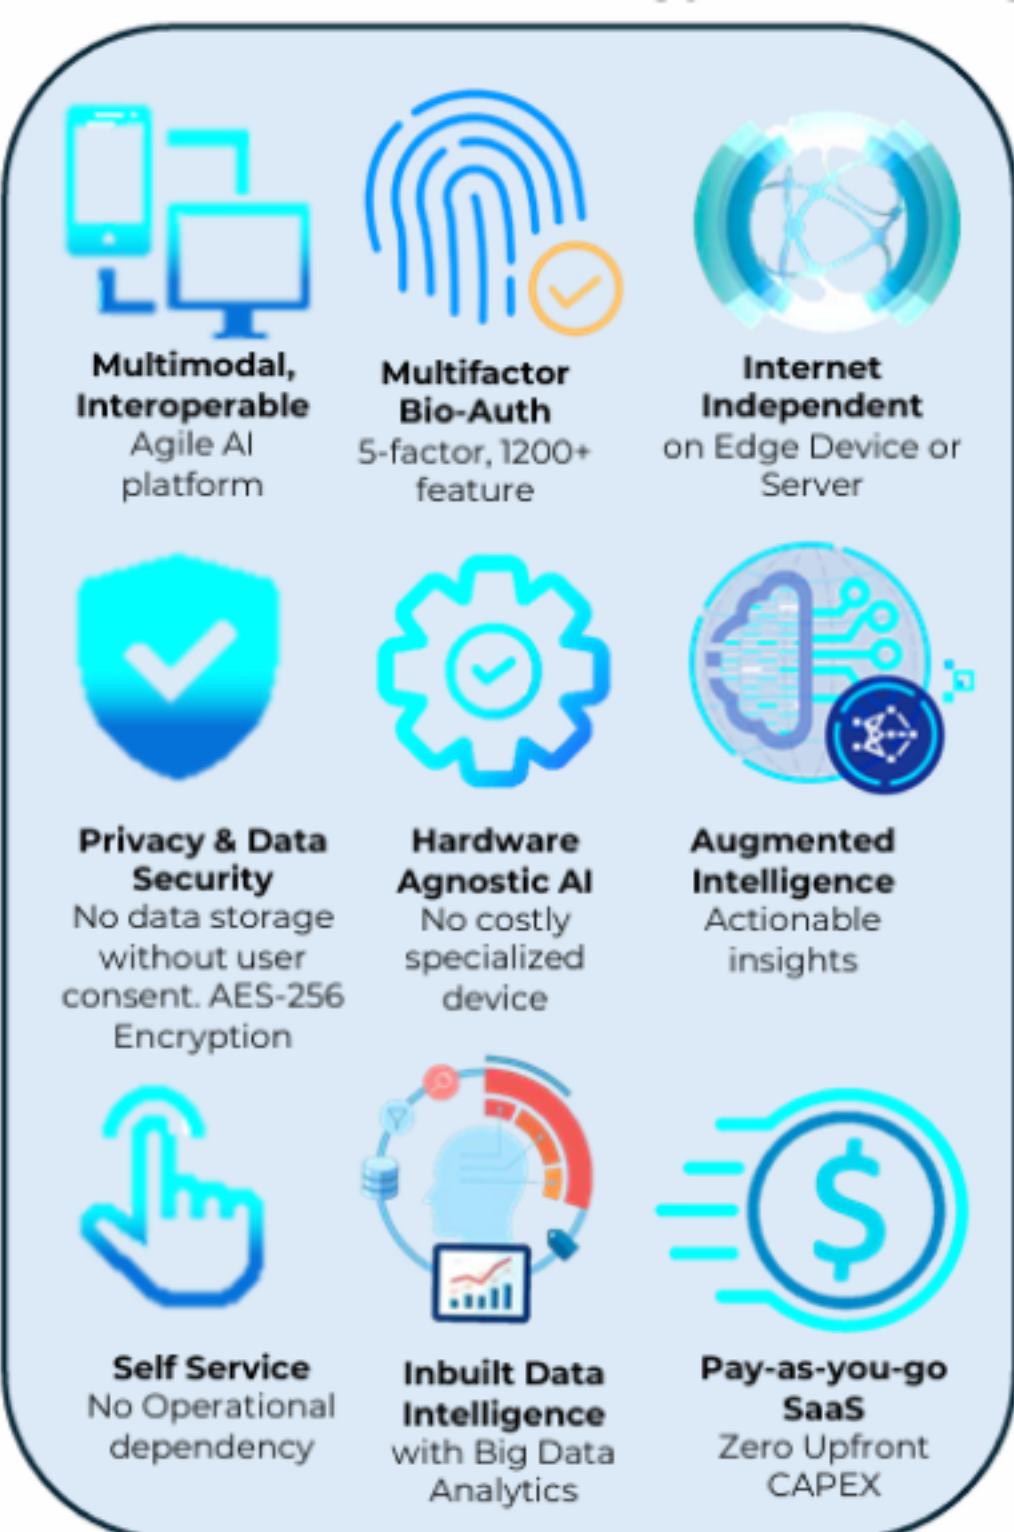 Multimodal,
Interoperable
Agile AI
platform
Multifactor
Bio-Auth
5-factor, 1200+
feature
Internet
Independent
on Edge Device or
Server
Privacy & Data
Security
No data storage
without user
consent. AES-256
Encryption
Hardware
Agnostic AI
No costly
specialized
device
Augmented
Intelligence
Actionable
insights
Self Service
No Operational
dependency
Inbuilt Data
Intelligence
with Big Data
Analytics
Pay-as-you-go
SaaS
Zero Upfront
CAPEX